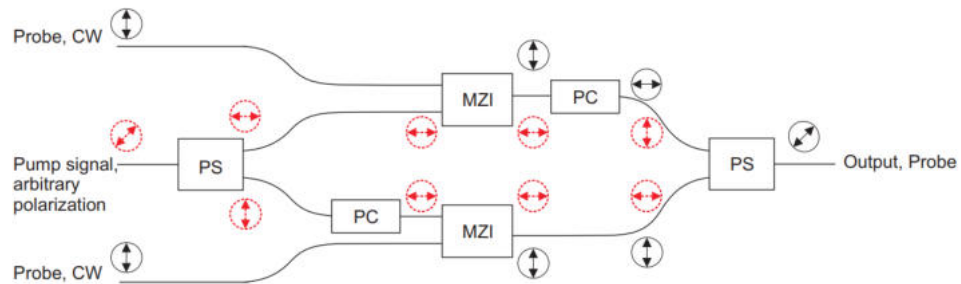 Probe, CW
MZI
PC
Pump signal,
arbitrary
polarization
PS
PS
Output, Probe
PC
MZI
Probe, CW